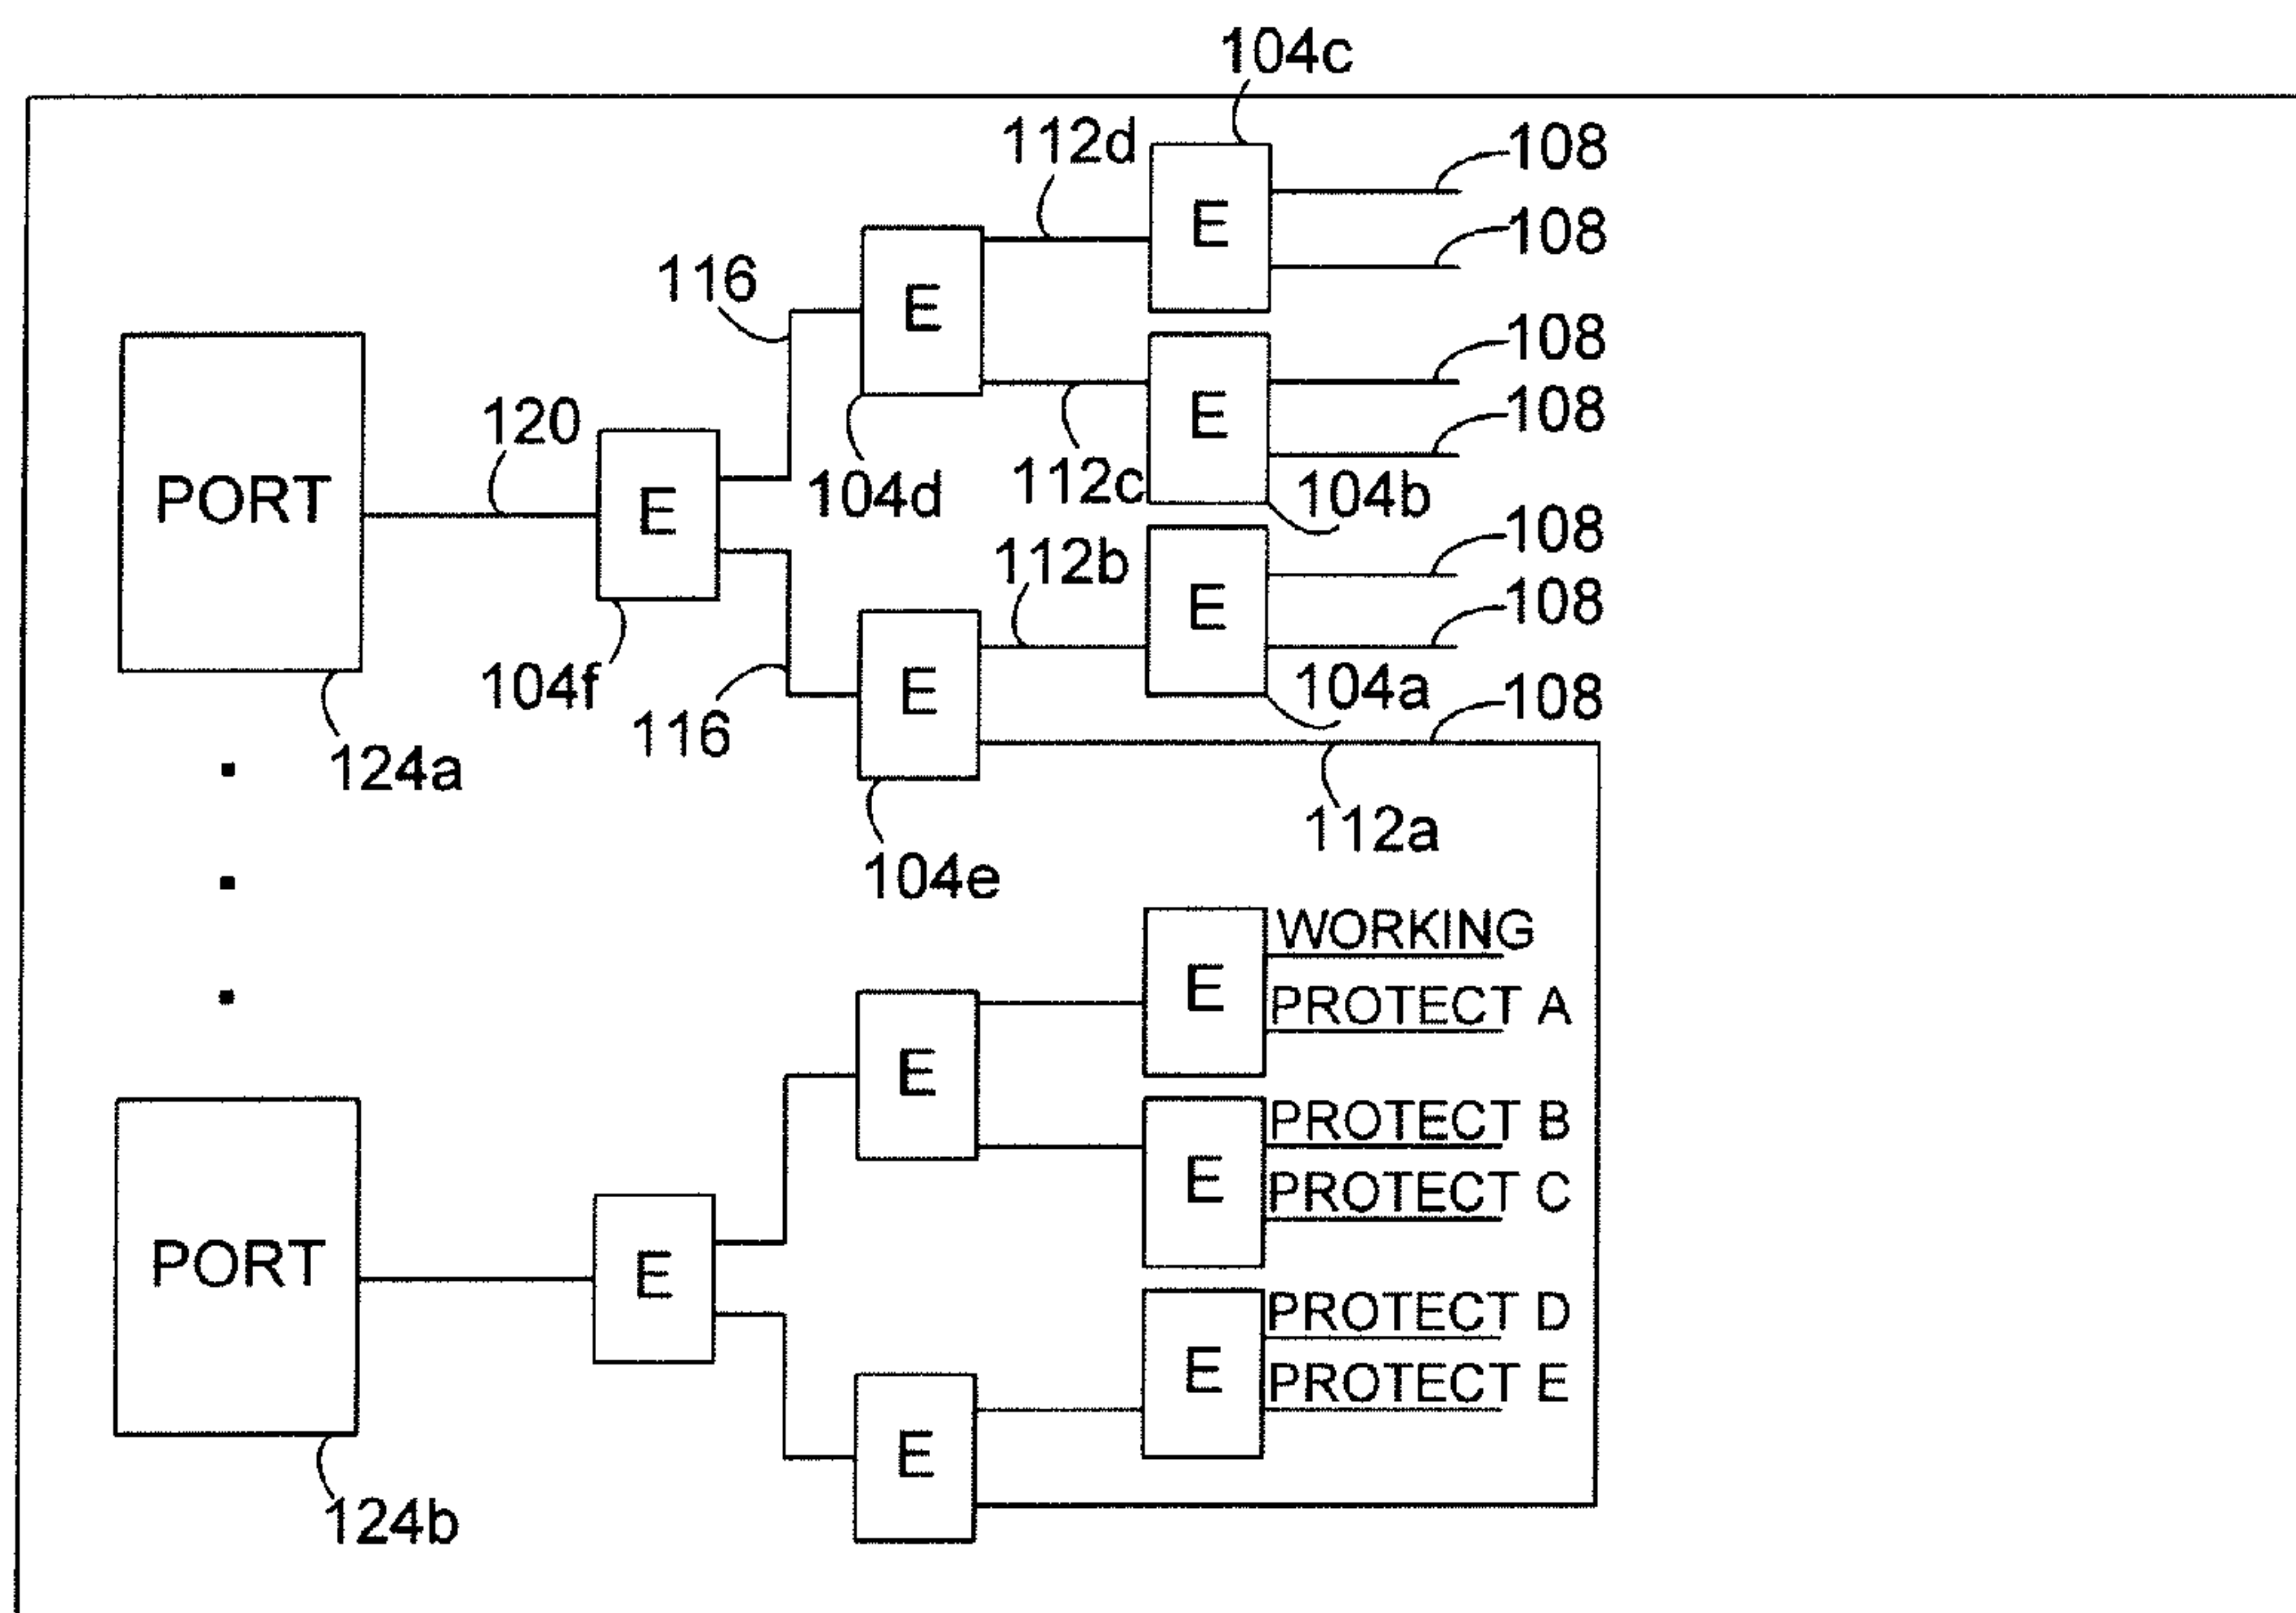 104c
112d
108
E
108
116
E
108
E
108
120
PORT
E
104d
112c
104b
108
112b
E
108
104f
E
104a
108
116
124a
112a
104e
WORKING
E
PROTECT A
E
PROTECT B
E
PROTECT C
PORT
E
PROTECT D
E
PROTECT E
E
124b